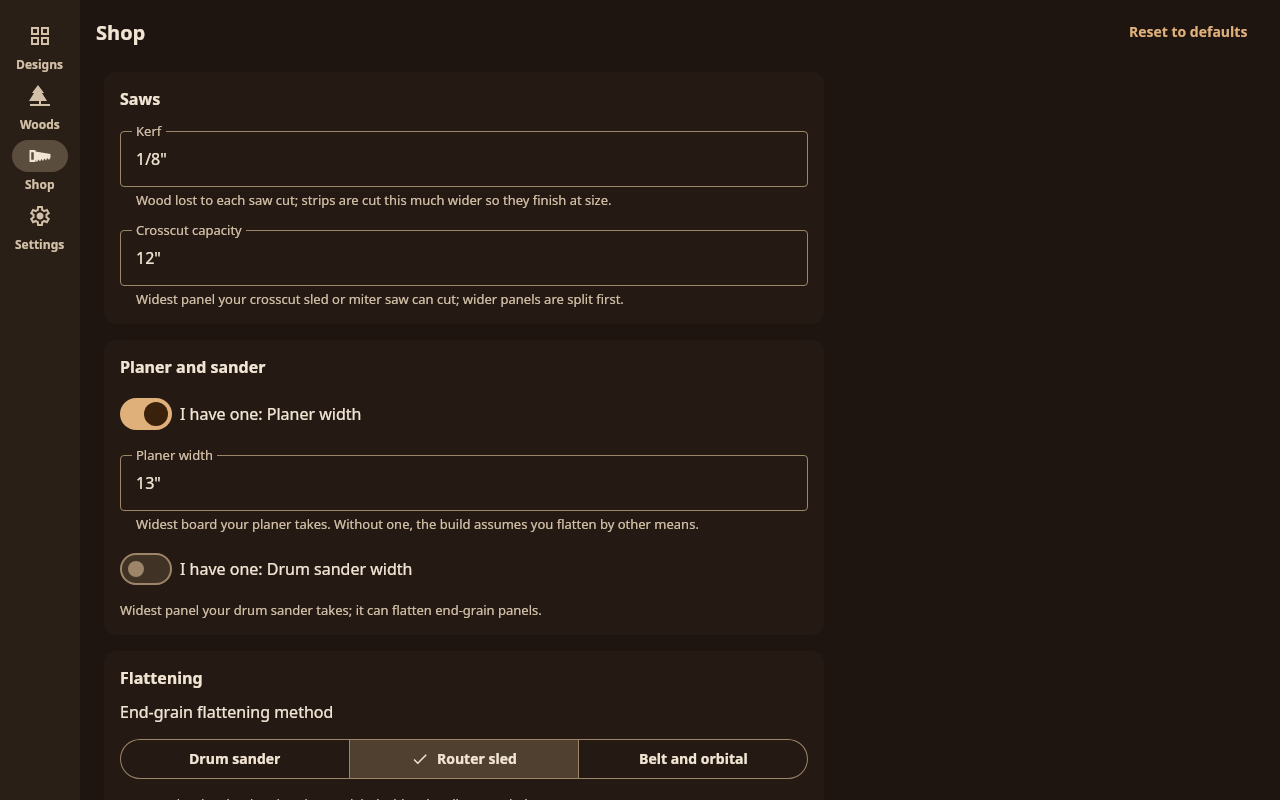 Shop
Reset to defaults
Designs
Woods
Shop
Settings
Saws
Kerf
1/8"
Wood lost to each saw cut; strips are cut this much wider so they finish at size.
Crosscut capacity
12"
Widest panel your crosscut sled or miter saw can cut; wider panels are split first.
Planer and sander
I have one: Planer width
Planer width
13"
Widest board your planer takes. Without one, the build assumes you flatten by other means.
I have one: Drum sander width
Widest panel your drum sander takes; it can flatten end-grain panels.
Flattening
End-grain flattening method
Drum sander
Router sled
Belt and orbital